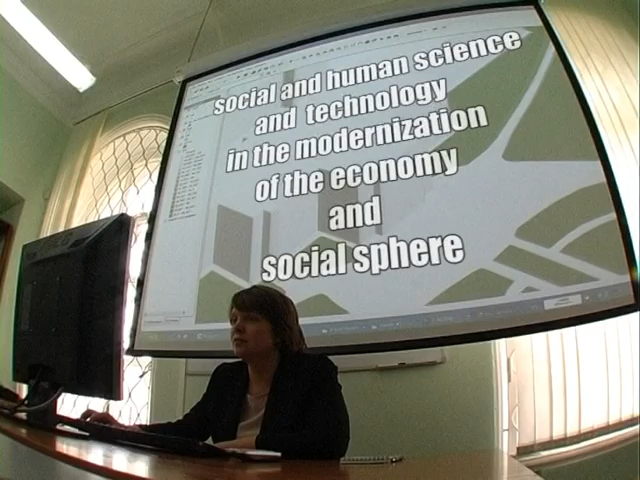 social and human science
and technology
in the modernization
of the economy
and
social sphere